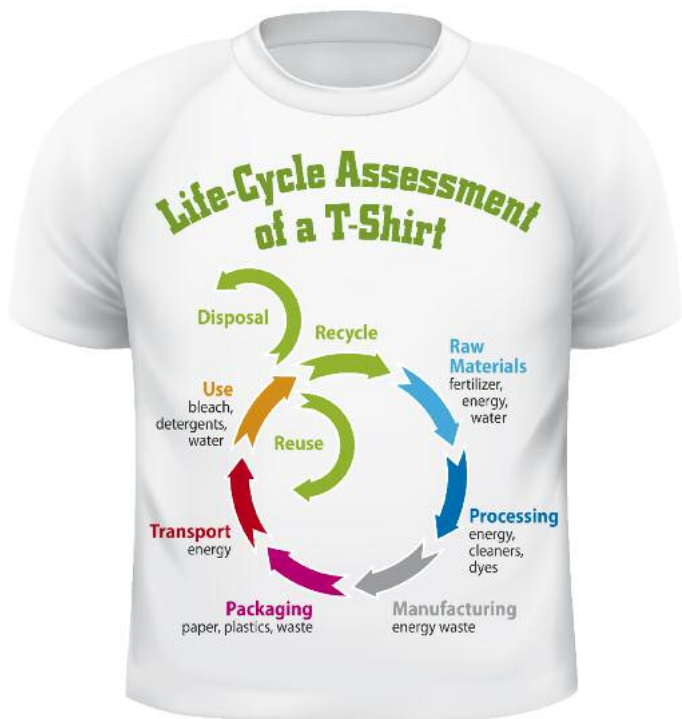 Life-Cycle Assessment
of a T-Shirt
Disposal
Recycle
Raw
Materials
fertilizer,
energy,
water
Use
bleach,
detergents,
water
Reuse
Processing
energy,
cleaners,
dyes
Transport
energy
Packaging
paper, plastics, waste
Manufacturing
energy waste